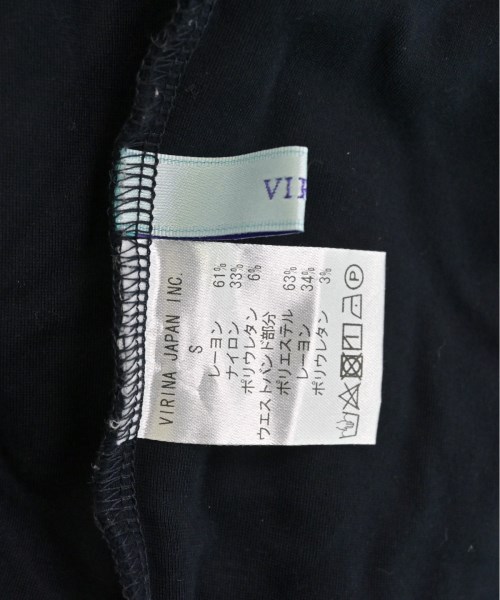 VIR
VIRINA JAPAN INC.
S
レーヨン 61%
ナイロン 33%
ポリウレタン 6%
ウエストバンド部分
ポリエステル 63%
レーヨン 34%
ポリウレタン 3%
P